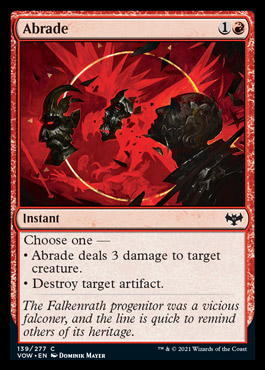 Abrade 1
Instant
Choose one —
• Abrade deals 3 damage to target
creature.
• Destroy target artifact.
The Falkenrath progenitor was a vicious
falconer, and the line is quick to remind
others of its heritage.
139/277 C
VOW • EN Dominik Mayer
™ & © 2021 Wizards of the Coast